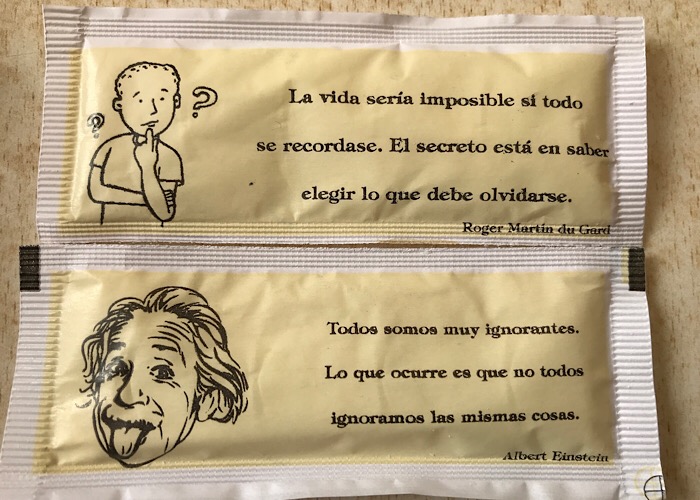 ? ?
La vida sería imposible si todo
se recordase. El secreto está en saber
elegir lo que debe olvidarse.
Roger Martin du Gard
Todos somos muy ignorantes.
Lo que ocurre es que no todos
ignoramos las mismas cosas.
Albert Einstein